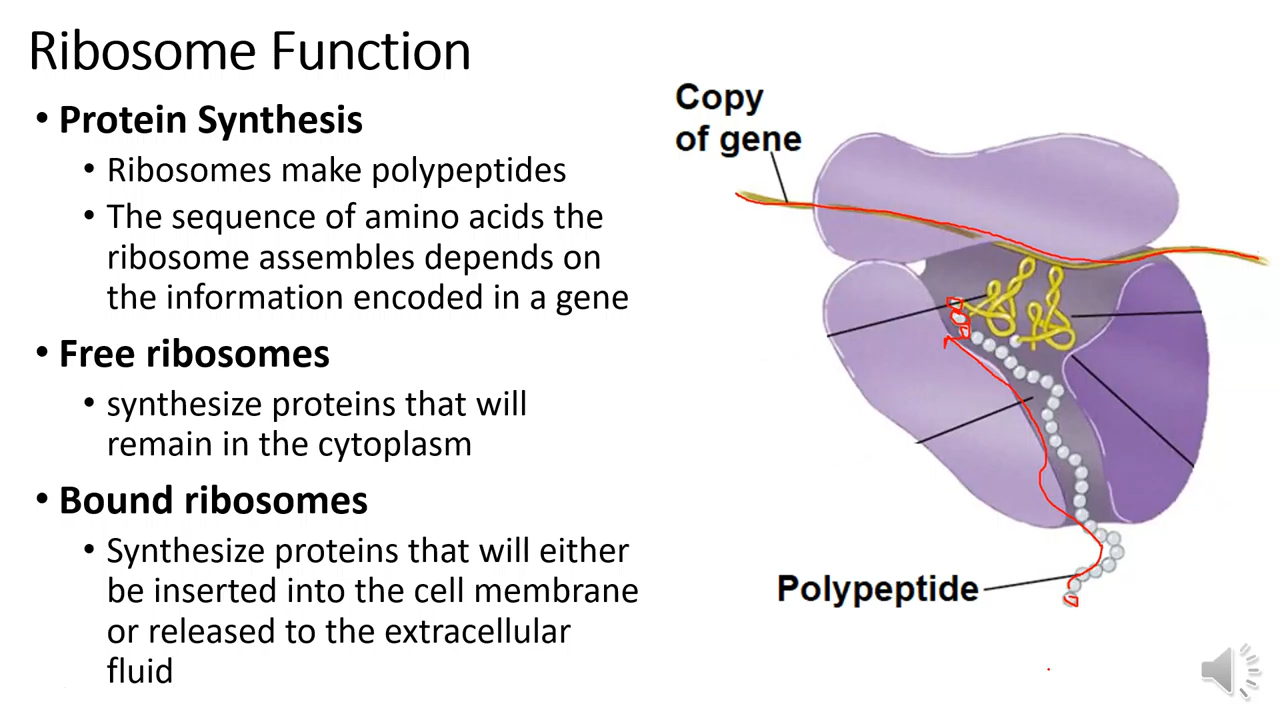 Ribosome Function
• Protein Synthesis
• Ribosomes make polypeptides
• The sequence of amino acids the
ribosome assembles depends on
the information encoded in a gene
• Free ribosomes
• synthesize proteins that will
remain in the cytoplasm
• Bound ribosomes
• Synthesize proteins that will either
be inserted into the cell membrane
or released to the extracellular
fluid
Copy
of gene
Polypeptide